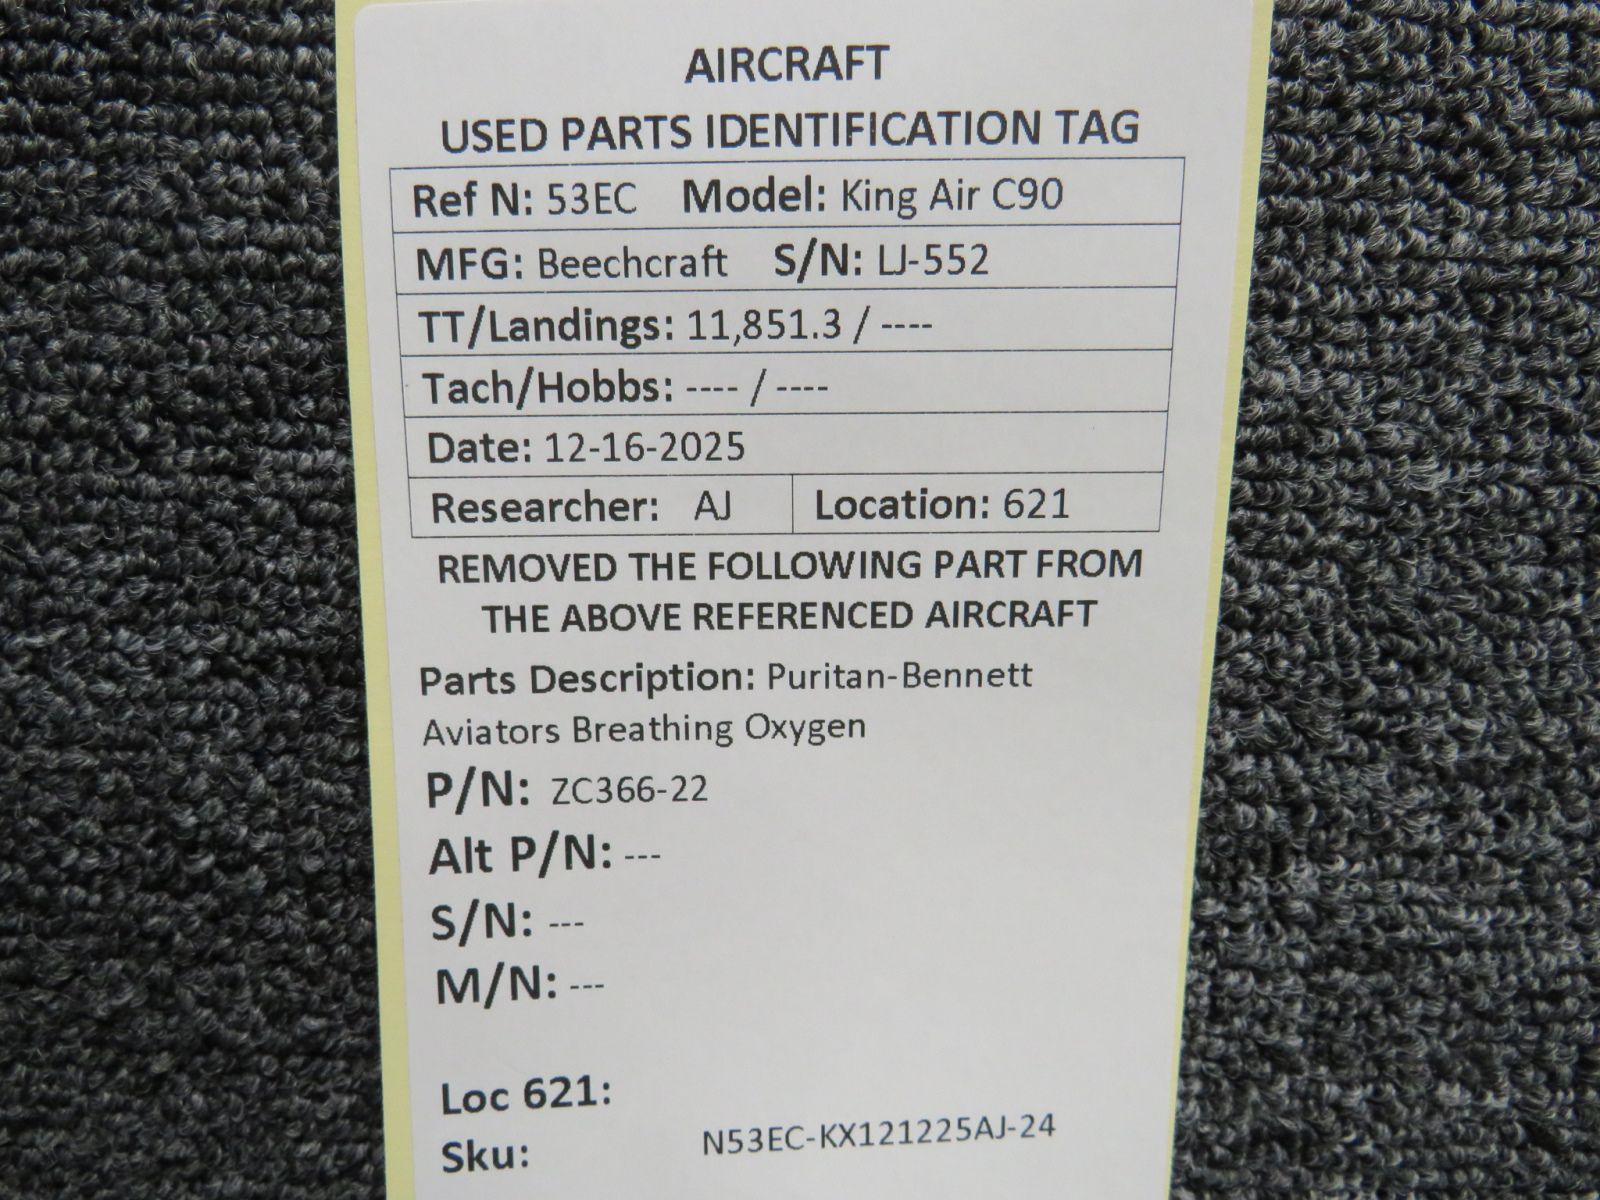 AIRCRAFT
USED PARTS IDENTIFICATION TAG
Ref N: 53EC Model: King Air C90
MFG: Beechcraft S/N: LJ-552
TT/Landings: 11,851.3 / ----
Tach/Hobbs: ---- / ----
Date: 12-16-2025
Researcher: AJ Location: 621
REMOVED THE FOLLOWING PART FROM
THE ABOVE REFERENCED AIRCRAFT
Parts Description: Puritan-Bennett
Aviators Breathing Oxygen
P/N: ZC366-22
Alt P/N: ---
S/N: ---
M/N: ---
Loc 621:
Sku: N53EC-KX121225AJ-24